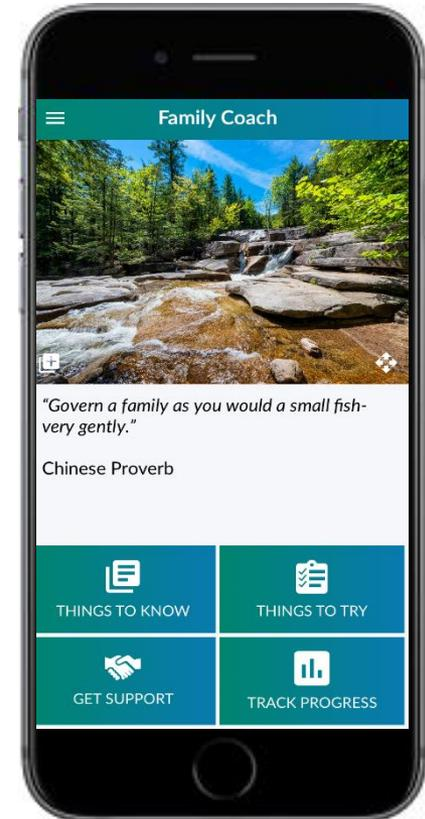 Family Coach
“Govern a family as you would a small fish-
very gently.”
Chinese Proverb
THINGS TO KNOW
THINGS TO TRY
GET SUPPORT
TRACK PROGRESS